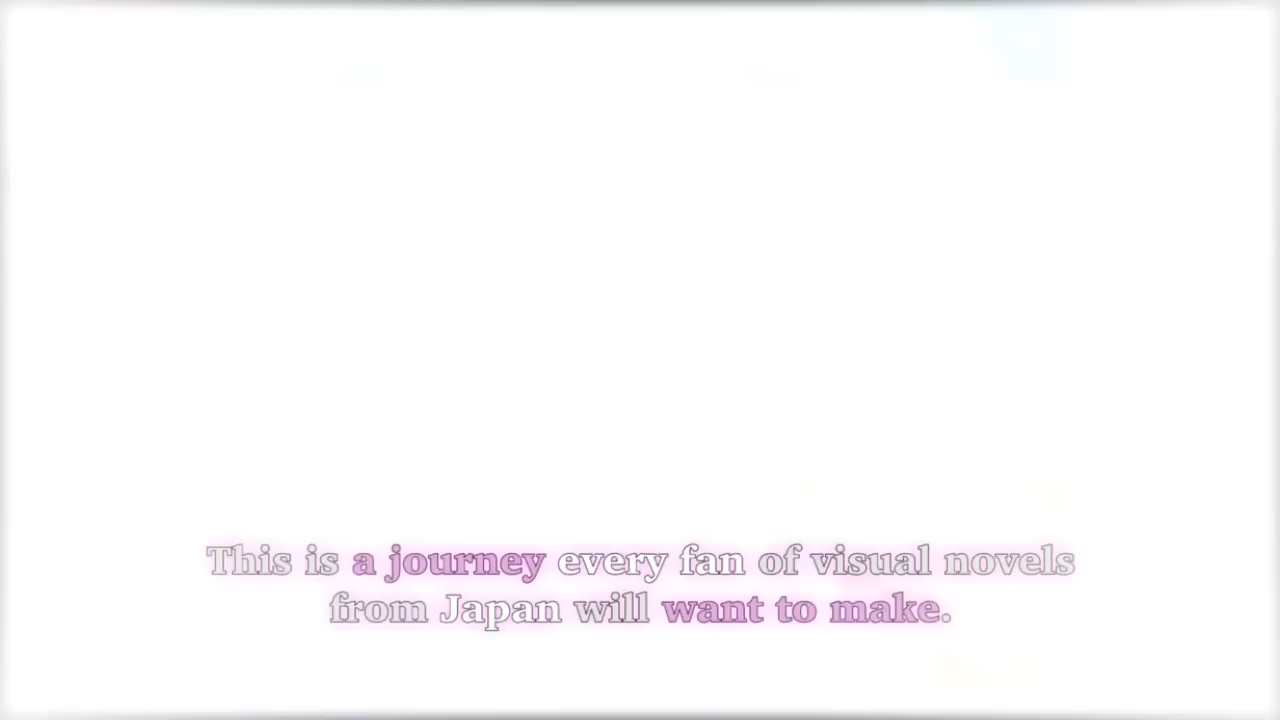 This is a journey every fan of visual novels
from Japan will want to make.